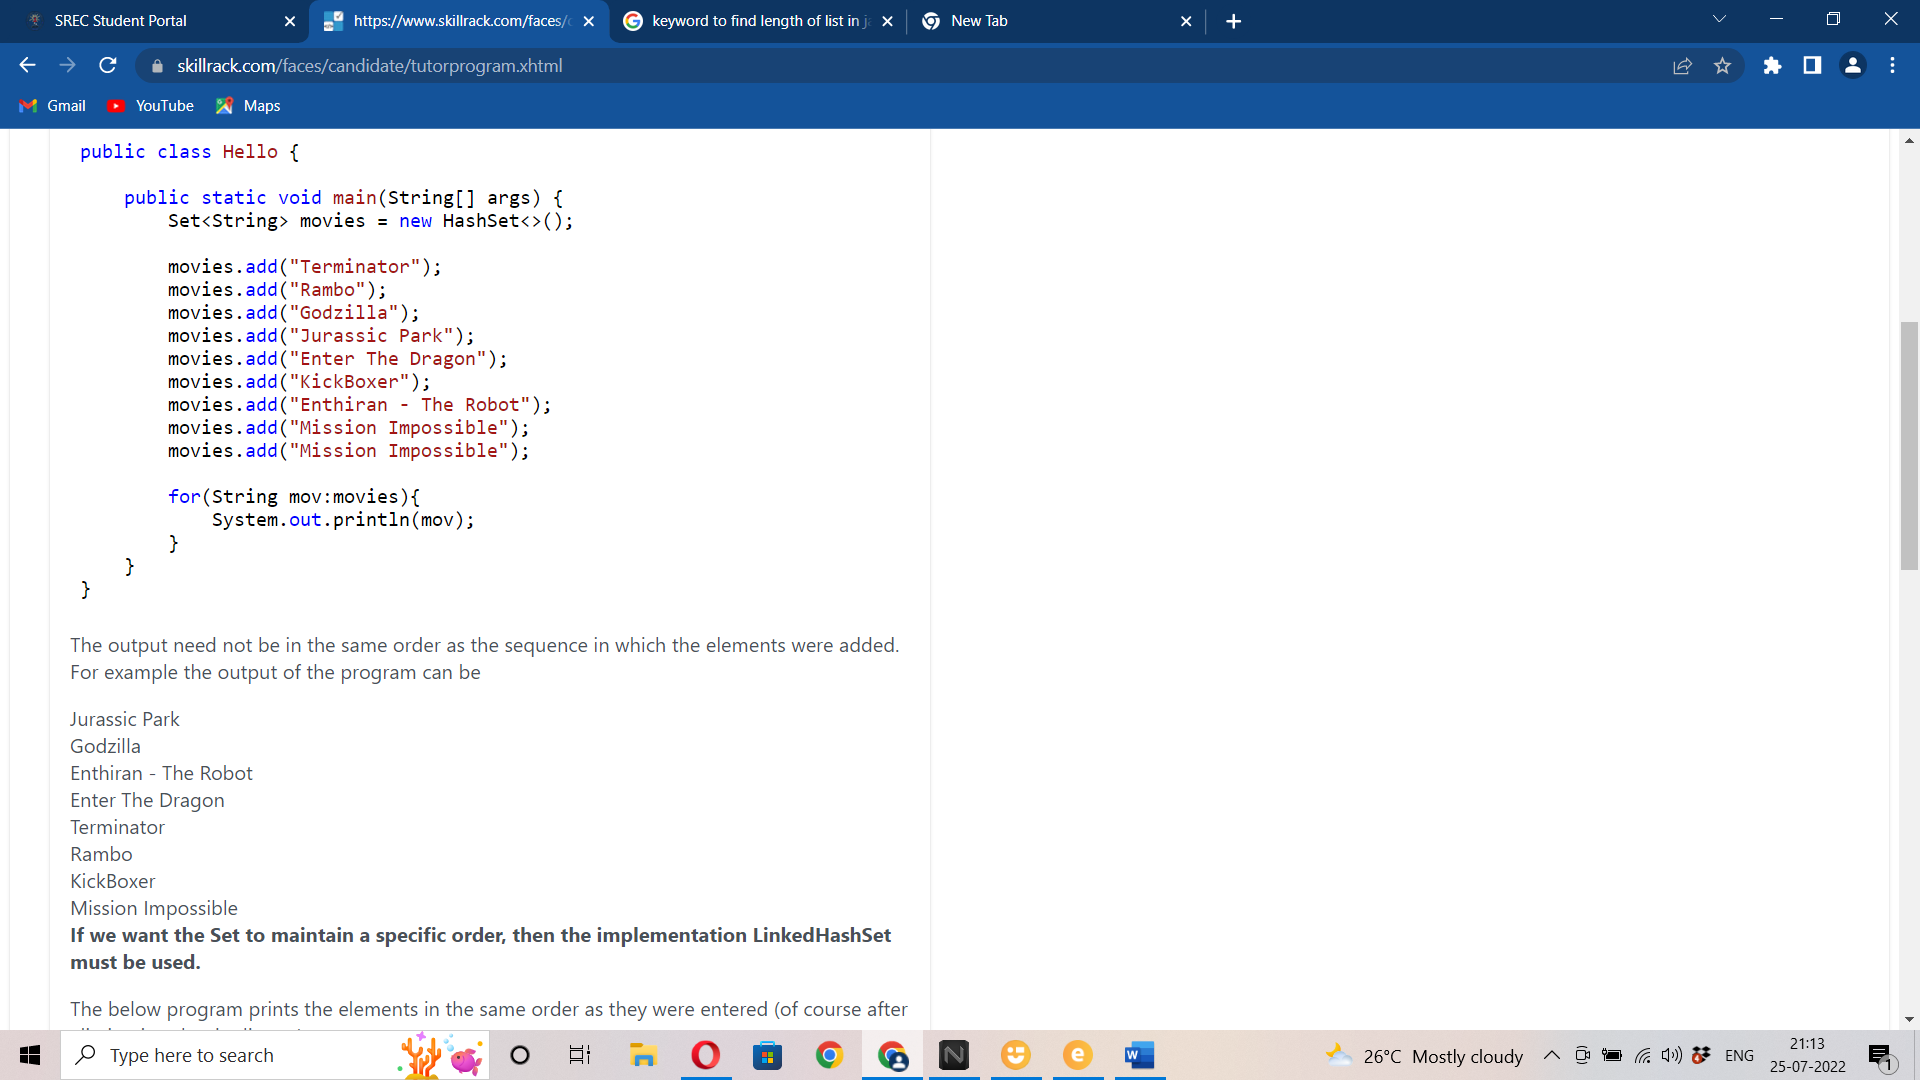 SREC Student Portal
https://www.skillrack.com/faces/
keyword to find length of list in ja
New Tab
skillrack.com/faces/candidate/tutorprogram.xhtml
Gmail
YouTube
Maps
public class Hello {
public static void main(String[] args) {
Set<String> movies = new HashSet<>();
movies.add("Terminator");
movies.add("Rambo");
movies.add("Godzilla");
movies.add("Jurassic Park");
movies.add("Enter The Dragon");
movies.add("KickBoxer");
movies.add("Enthiran - The Robot");
movies.add("Mission Impossible");
movies.add("Mission Impossible");
for(String mov:movies){
System.out.println(mov);
}
}
}
The output need not be in the same order as the sequence in which the elements were added.
For example the output of the program can be
Jurassic Park
Godzilla
Enthiran - The Robot
Enter The Dragon
Terminator
Rambo
KickBoxer
Mission Impossible
If we want the Set to maintain a specific order, then the implementation LinkedHashSet
must be used.
The below program prints the elements in the same order as they were entered (of course after
Type here to search
26°C Mostly cloudy
ENG
21:13
25-07-2022
1